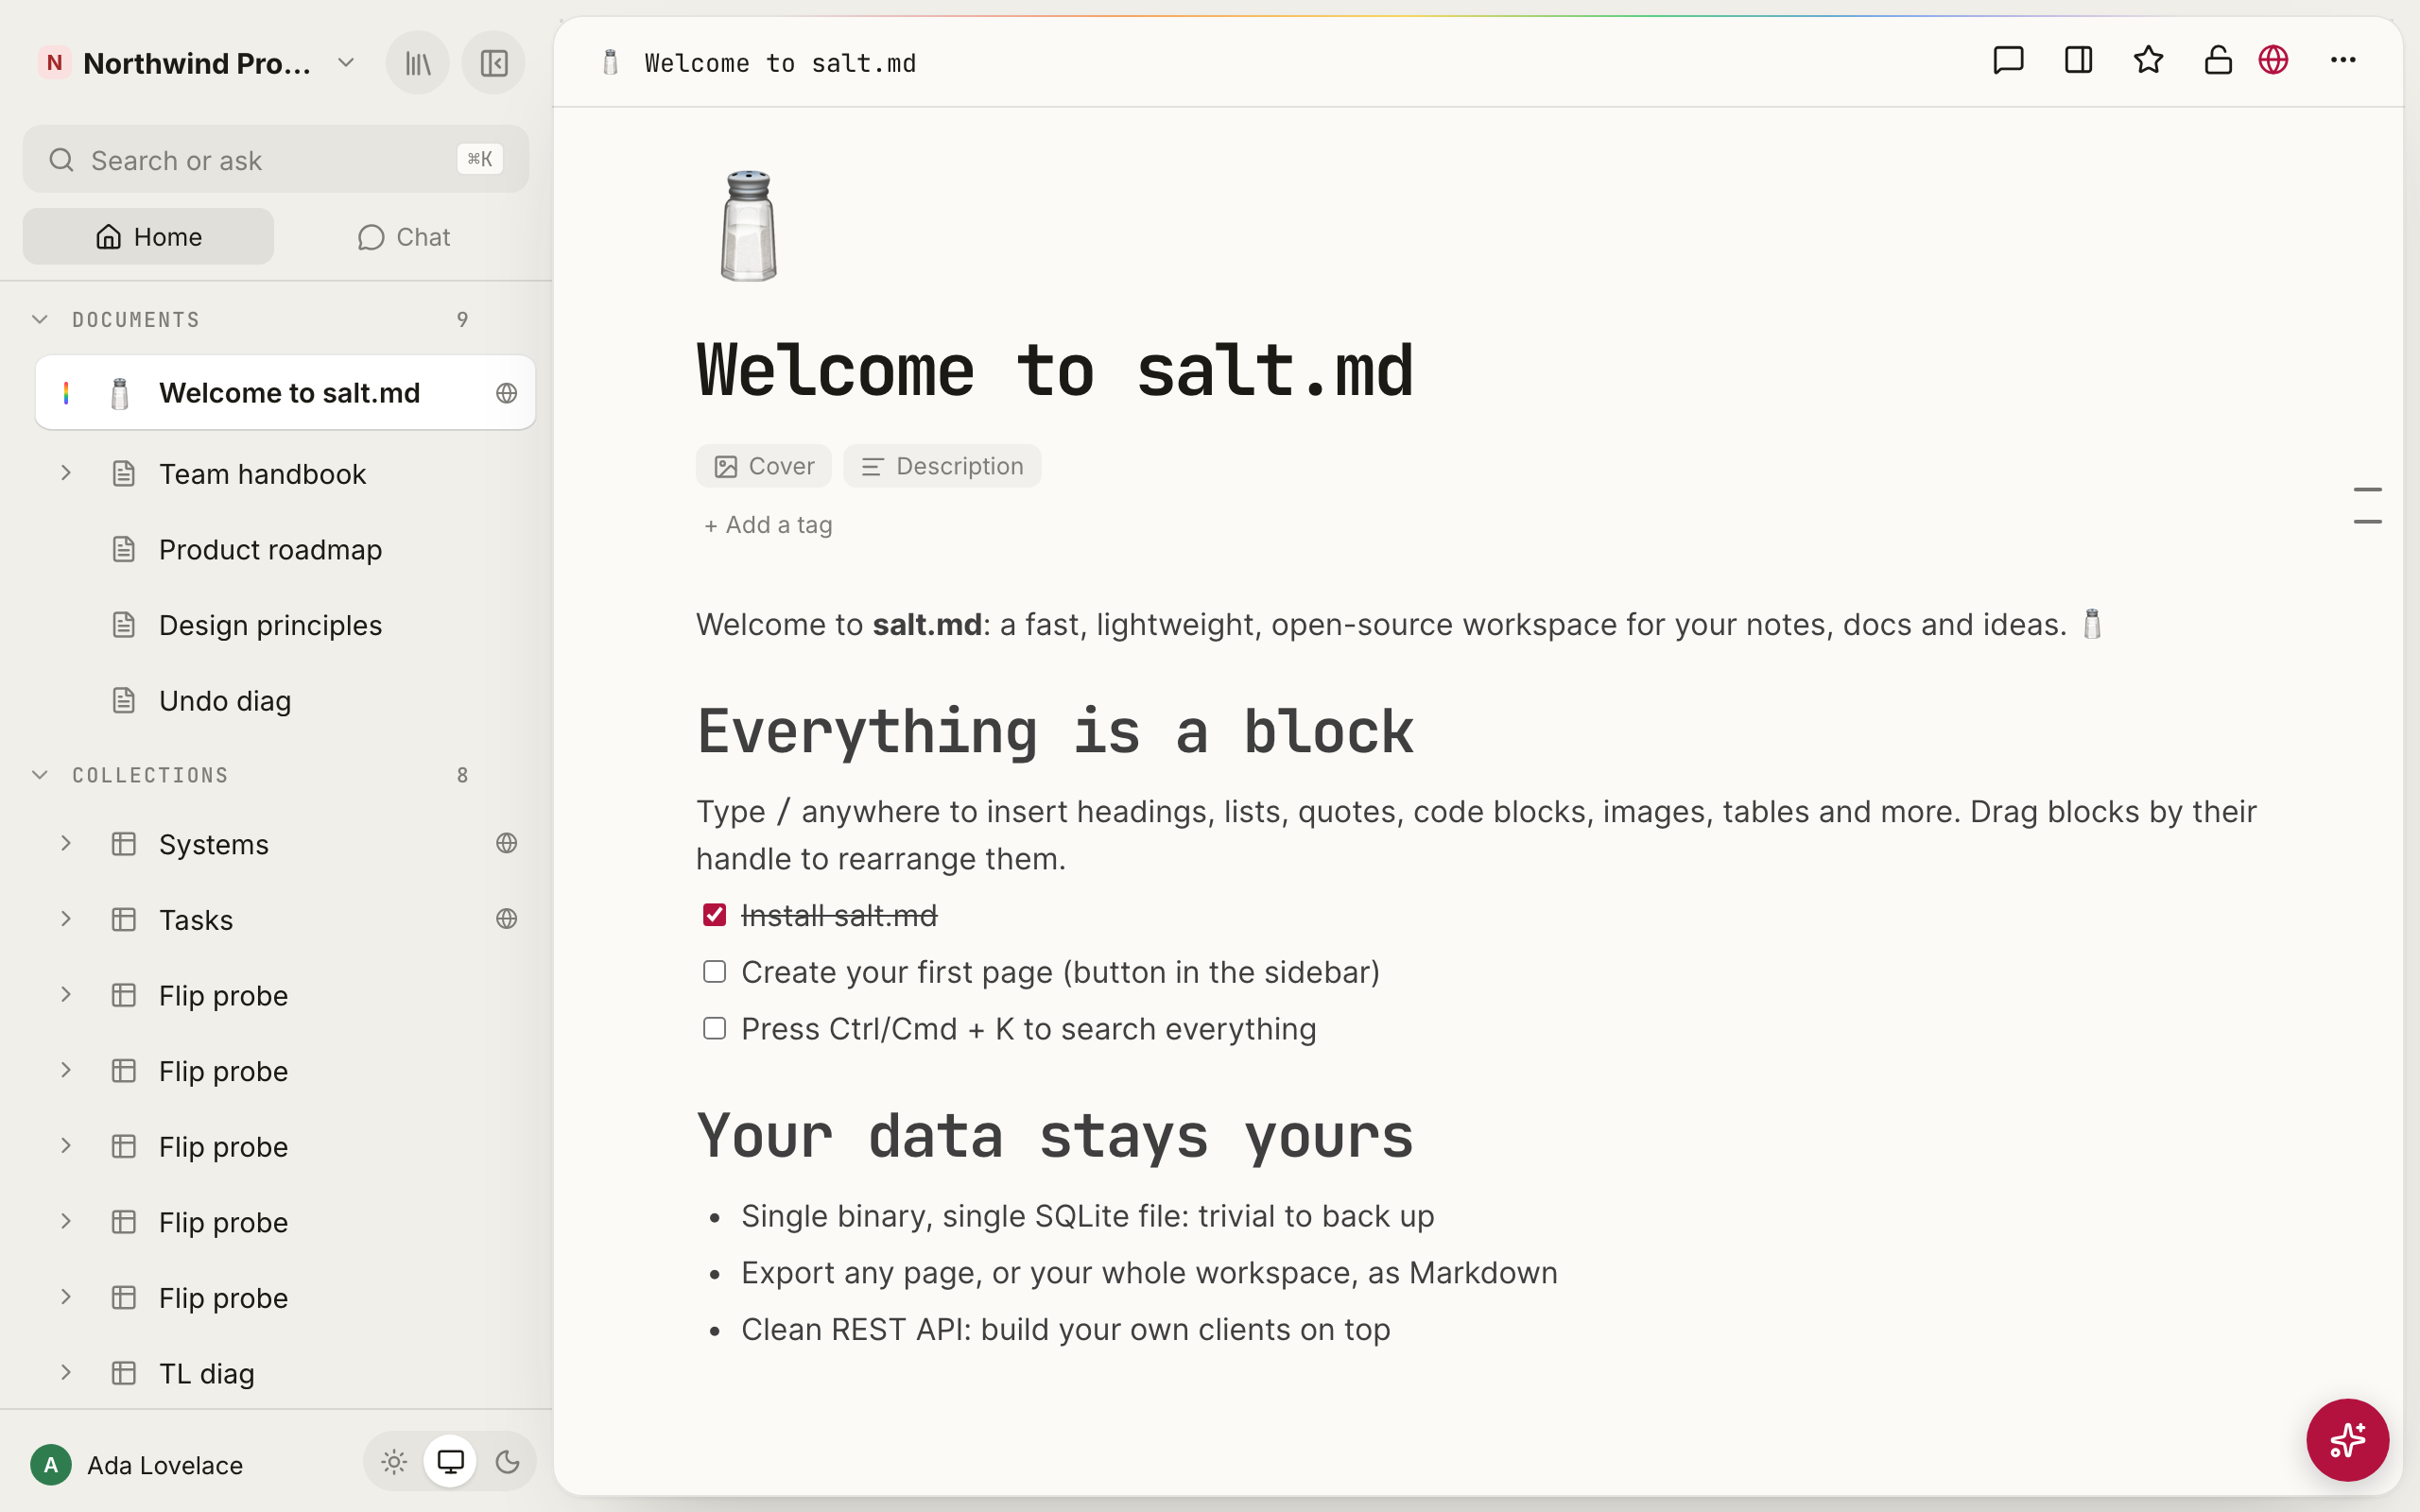 N Northwind Pro...
Search or ask ⌘K
Home Chat
DOCUMENTS 9
Welcome to salt.md
Team handbook
Product roadmap
Design principles
Undo diag
COLLECTIONS 8
Systems
Tasks
Flip probe
Flip probe
Flip probe
Flip probe
Flip probe
TL diag
A Ada Lovelace
Welcome to salt.md
Welcome to salt.md
Cover Description
+ Add a tag
Welcome to salt.md: a fast, lightweight, open-source workspace for your notes, docs and ideas.
Everything is a block
Type / anywhere to insert headings, lists, quotes, code blocks, images, tables and more. Drag blocks by their
handle to rearrange them.
Install salt.md
Create your first page (button in the sidebar)
Press Ctrl/Cmd + K to search everything
Your data stays yours
• Single binary, single SQLite file: trivial to back up
• Export any page, or your whole workspace, as Markdown
• Clean REST API: build your own clients on top